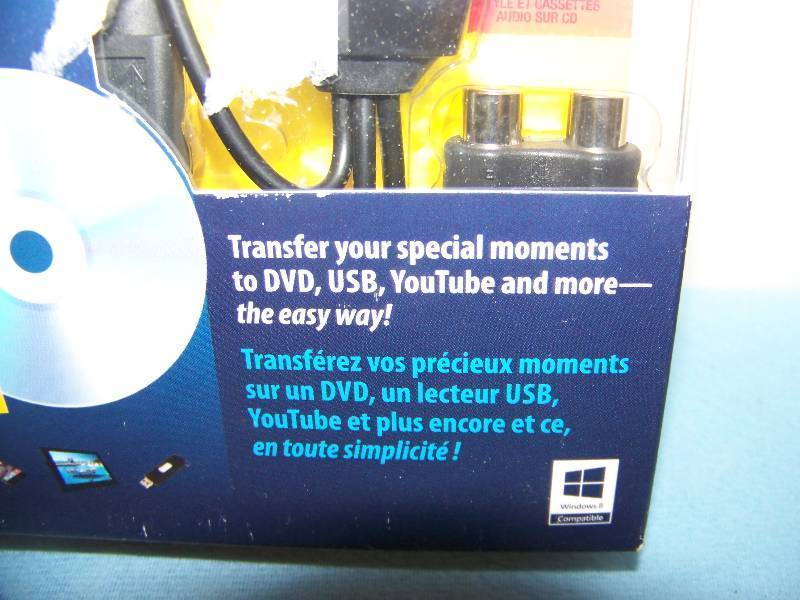 ET CASSETTES
AUDIO SUR CD
Transfer your special moments
to DVD, USB, YouTube and more—
the easy way!
Transférez vos précieux moments
sur un DVD, un lecteur USB,
YouTube et plus encore et ce,
en toute simplicité !
Windows 8
Compatible